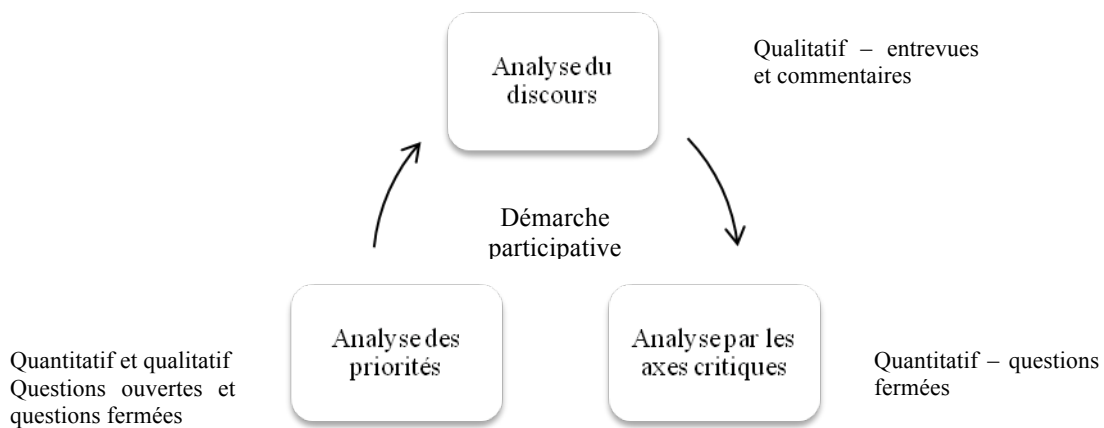 Analyse du
discours
Qualitatif – entrevues
et commentaires
Démarche
participative
Analyse des
priorités
Analyse par les
axes critiques
Quantitatif et qualitatif
Questions ouvertes et
questions fermées
Quantitatif – questions
fermées